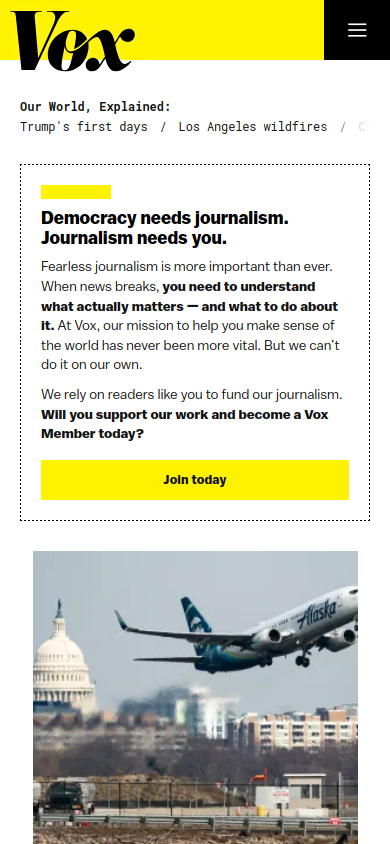 Vox
Our World, Explained:
Trump's first days / Los Angeles wildfires / C
Democracy needs journalism.
Journalism needs you.
Fearless journalism is more important than ever.
When news breaks, you need to understand
what actually matters — and what to do about
it. At Vox, our mission to help you make sense of
the world has never been more vital. But we can't
do it on our own.
We rely on readers like you to fund our journalism.
Will you support our work and become a Vox
Member today?
Join today
Alaska